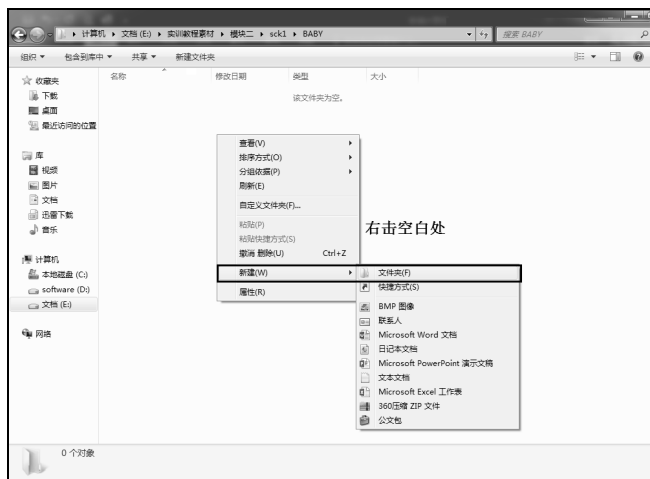 计算机 ▸ 文档 (E:) ▸ 实训教程素材 ▸ 模块二 ▸ sck1 ▸ BABY
搜索 BABY
组织 包含到库中 共享 新建文件夹
名称 修改日期 类型 大小
该文件夹为空。
收藏夹
下载
桌面
最近访问的位置
库
视频
图片
文档
迅雷下载
音乐
计算机
本地磁盘 (C:)
software (D:)
文档 (E:)
网络
查看(V)
排序方式(O)
分组依据(P)
刷新(E)
自定义文件夹(F)...
粘贴(P)
粘贴快捷方式(S)
撤消 删除(U) Ctrl+Z
新建(W)
属性(R)
右击空白处
文件夹(F)
快捷方式(S)
BMP 图像
联系人
Microsoft Word 文档
日记本文档
Microsoft PowerPoint 演示文稿
文本文档
Microsoft Excel 工作表
360压缩 ZIP 文件
公文包
0 个对象